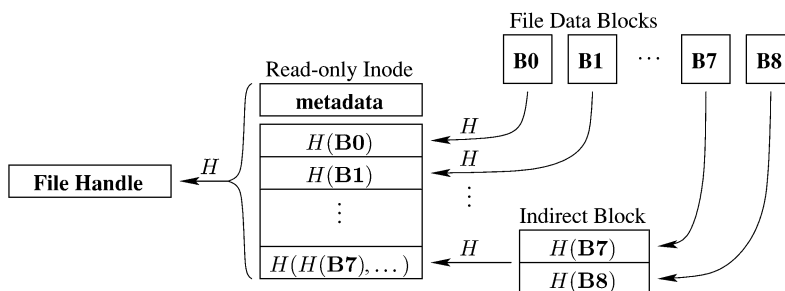 File Data Blocks
B0 B1 ··· B7 B8
Read-only Inode
metadata
H
H(B0)
H
H(B1)
H
File Handle
⋮
⋮
Indirect Block
H(B7)
H(H(B7),...)
H
H(B8)